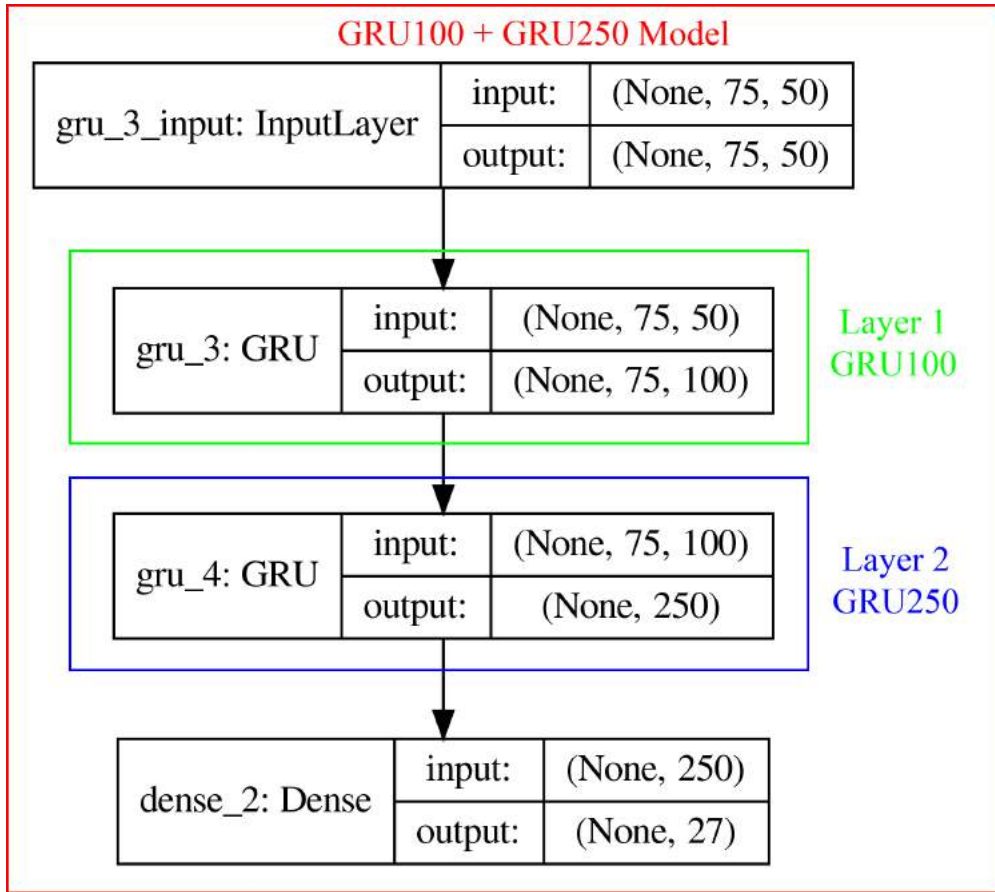 GRU100 + GRU250 Model
gru_3_input: InputLayer
input: (None, 75, 50)
output: (None, 75, 50)
gru_3: GRU
input: (None, 75, 50)
output: (None, 75, 100)
Layer 1
GRU100
gru_4: GRU
input: (None, 75, 100)
output: (None, 250)
Layer 2
GRU250
dense_2: Dense
input: (None, 250)
output: (None, 27)